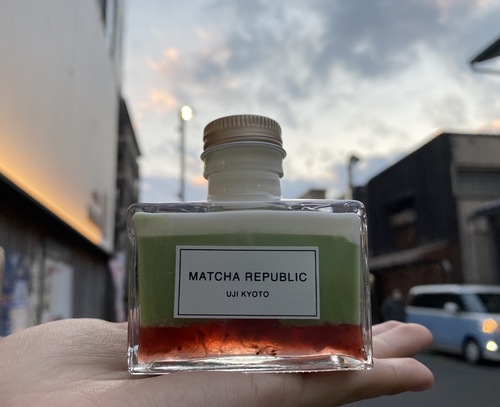 MATCHA REPUBLIC
UJI KYOTO